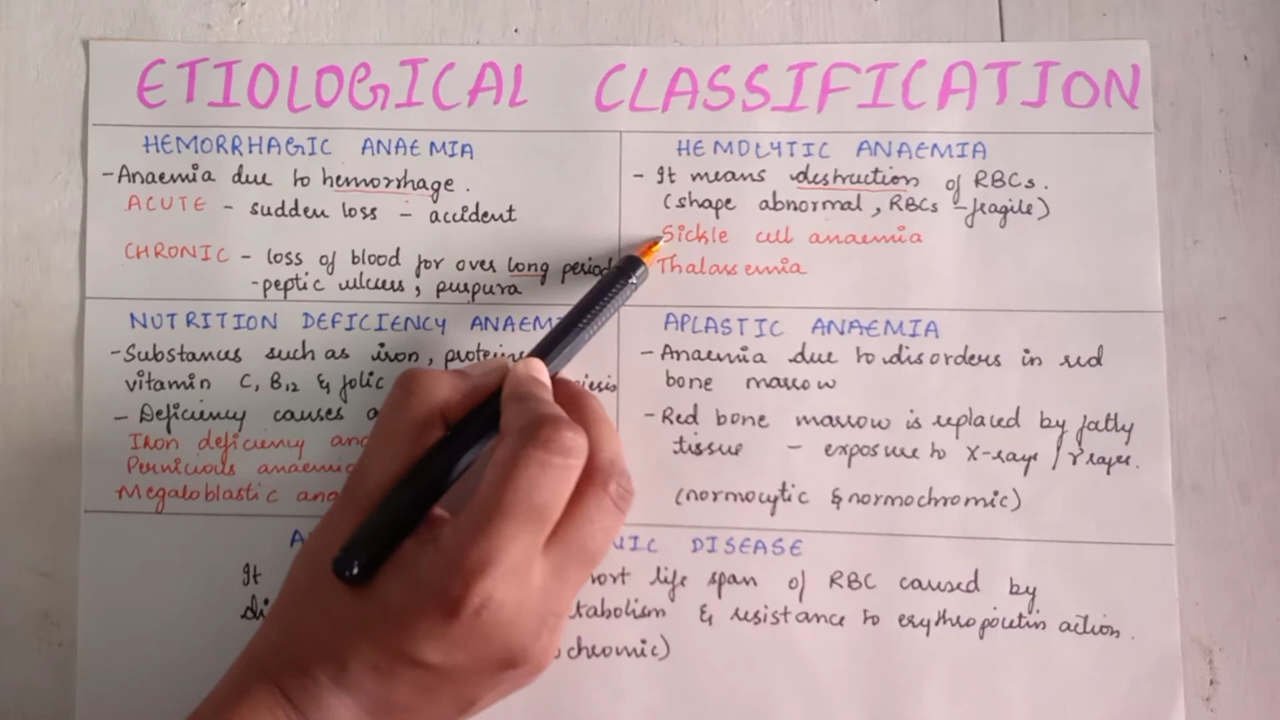 ETIOLOGICAL CLASSIFICATION
HEMORRHAGIC ANAEMIA
-Anaemia due to hemorrhage.
ACUTE - sudden loss - accident
CHRONIC - loss of blood for over long period
-peptic ulcers, purpura
HEMOLYTIC ANAEMIA
- It means destruction of RBCs.
(shape abnormal, RBCs -fragile)
Sickle cell anaemia
Thalassemia
NUTRITION DEFICIENCY ANAEM
-Substances such as iron, proteins
vitamin C, B12 & folic
- Deficiency causes
Iron deficiency
Pernicious anaemia
Megaloblastic
APLASTIC ANAEMIA
- Anaemia due to disorders in red
bone marrow
- Red bone marrow is replaced by fatty
tissue - exposure to X-rays / γ rays.
(normocytic & normochromic)
DISEASE
It life span of RBC caused by
& resistance to erythropoietin action.